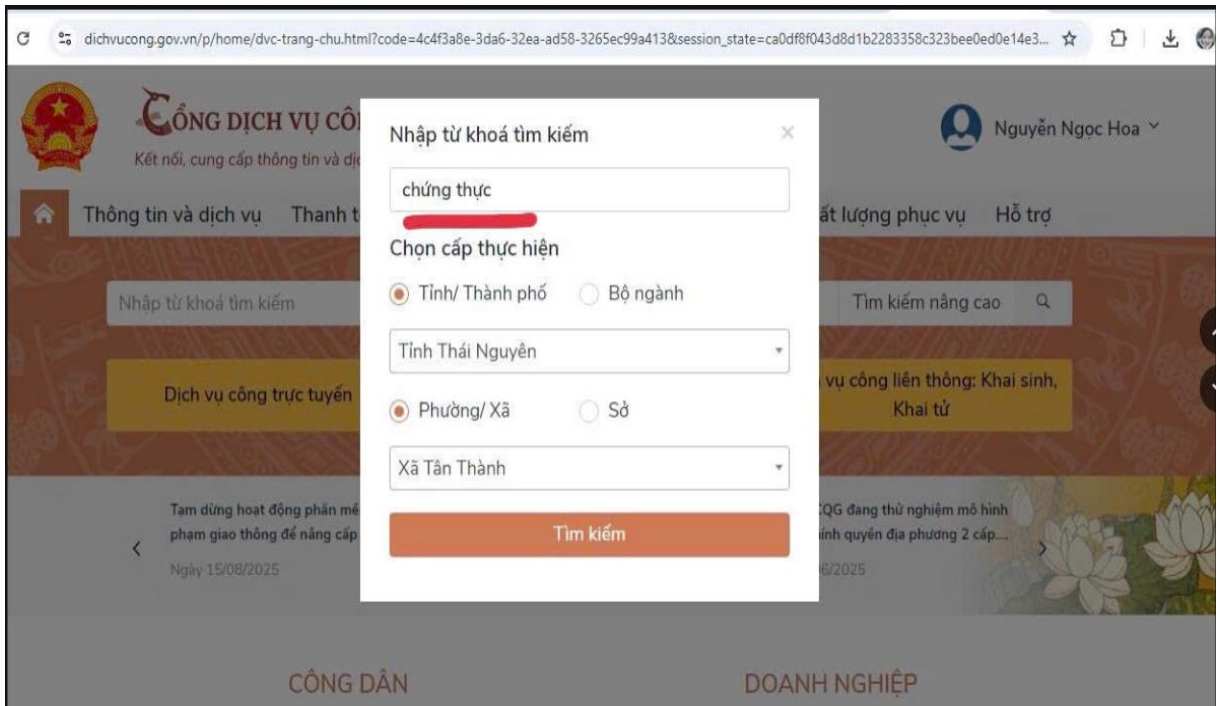 dichvucong.gov.vn/p/home/dvc-trang-chu.html?code=4c4f3a8e-3da6-32ea-ad58-3265ec99a413&session_state=ca0df8f043d8d1b2283358c323bee0ed0e14e3...
CỔNG DỊCH VỤ CÔ
Kết nối, cung cấp thông tin và dị
Nguyễn Ngọc Hoa
Nhập từ khoá tìm kiếm
×
chứng thực
Thông tin và dịch vụ Thanh t
ất lượng phục vụ Hỗ trợ
Chọn cấp thực hiện
Tỉnh/ Thành phố Bộ ngành
Nhập từ khoá tìm kiếm
Tìm kiếm nâng cao
Tỉnh Thái Nguyên
Dịch vụ công trực tuyến
vụ công liên thông: Khai sinh,
Khai tử
Phường/ Xã Sở
Xã Tân Thành
Tìm kiếm
Tạm dừng hoạt động phần mề
phạm giao thông để nâng cấp
Ngày 15/08/2025
CQG đang thử nghiệm mô hình
ính quyền địa phương 2 cấp....
6/2025
CÔNG DÂN
DOANH NGHIỆP